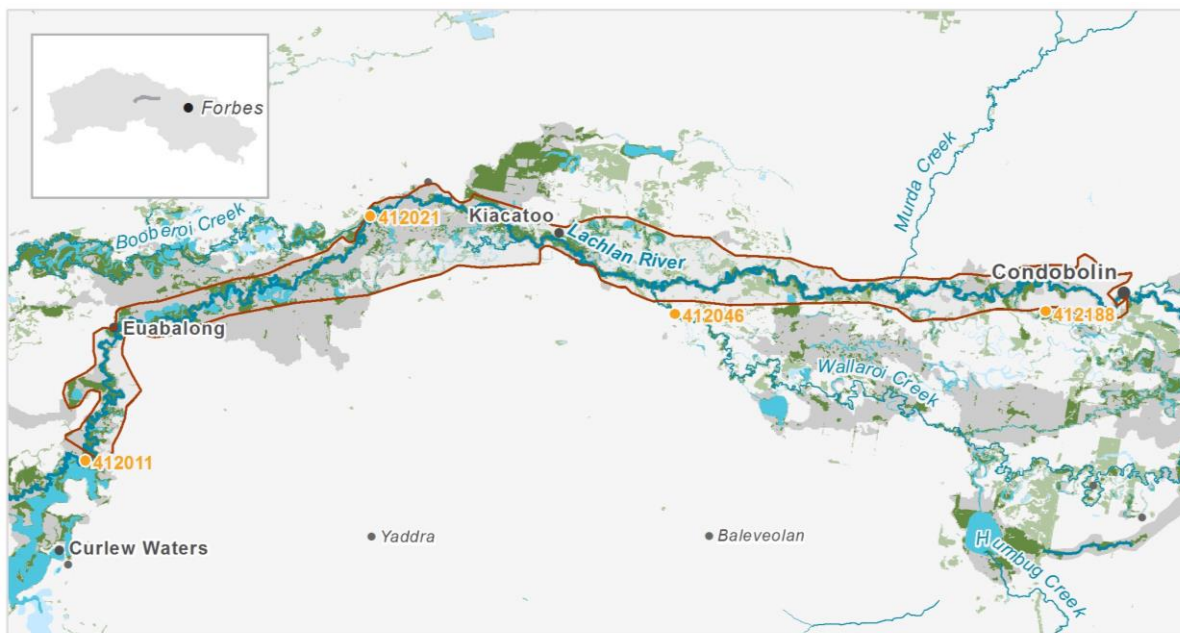 Forbes
Murda Creek
Booberoi Creek
412021
Kiacatoo
Lachlan River
Condobolin
412046
412188
Euabalong
Wallaroi Creek
412011
Yaddra
Baleveolan
Curlew Waters
Humbug Creek